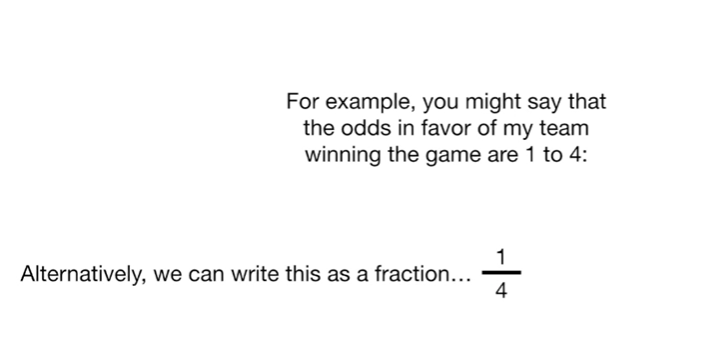 For example, you might say that
the odds in favor of my team
winning the game are 1 to 4:
Alternatively, we can write this as a fraction... 1/4